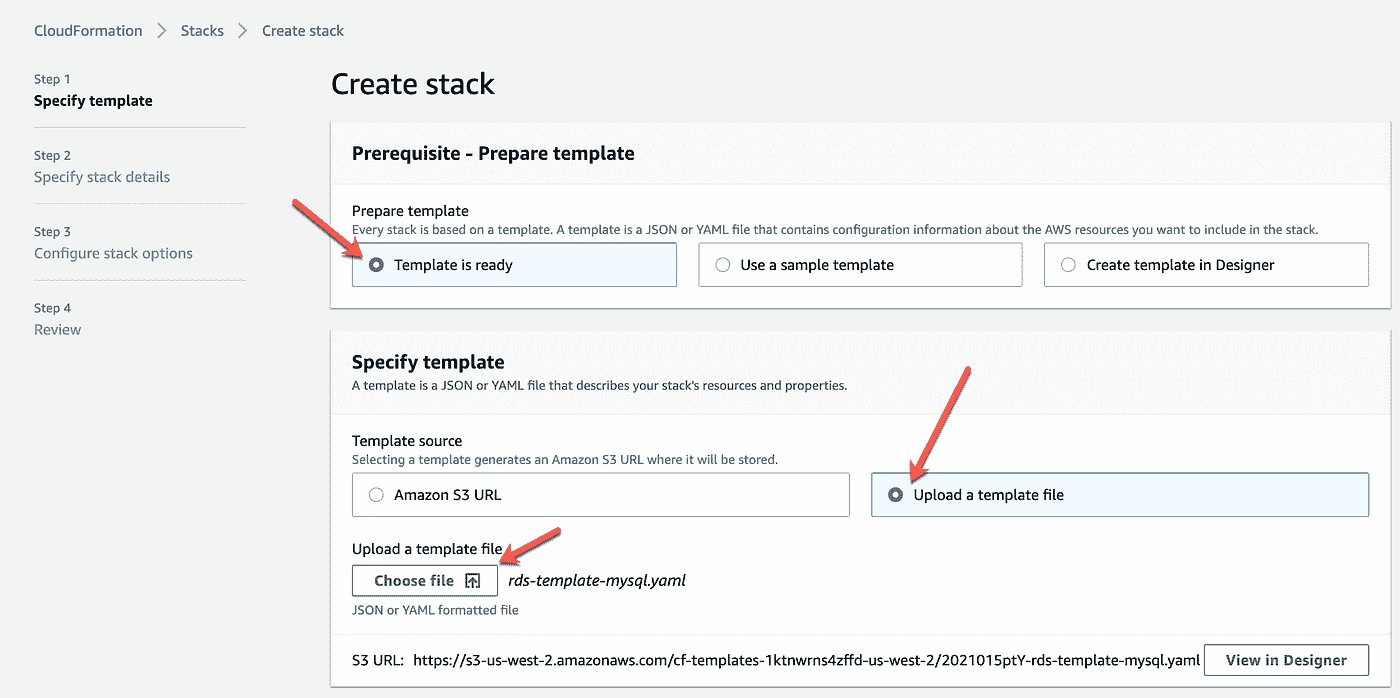 CloudFormation > Stacks > Create stack
Step 1
Specify template
Step 2
Specify stack details
Step 3
Configure stack options
Step 4
Review
Create stack
Prerequisite - Prepare template
Prepare template
Every stack is based on a template. A template is a JSON or YAML file that contains configuration information about the AWS resources you want to include in the stack.
Template is ready
Use a sample template
Create template in Designer
Specify template
A template is a JSON or YAML file that describes your stack's resources and properties.
Template source
Selecting a template generates an Amazon S3 URL where it will be stored.
Amazon S3 URL
Upload a template file
Upload a template file
Choose file
rds-template-mysql.yaml
JSON or YAML formatted file
S3 URL: https://s3-us-west-2.amazonaws.com/cf-templates-1ktnwrns4zffd-us-west-2/2021015ptY-rds-template-mysql.yaml
View in Designer